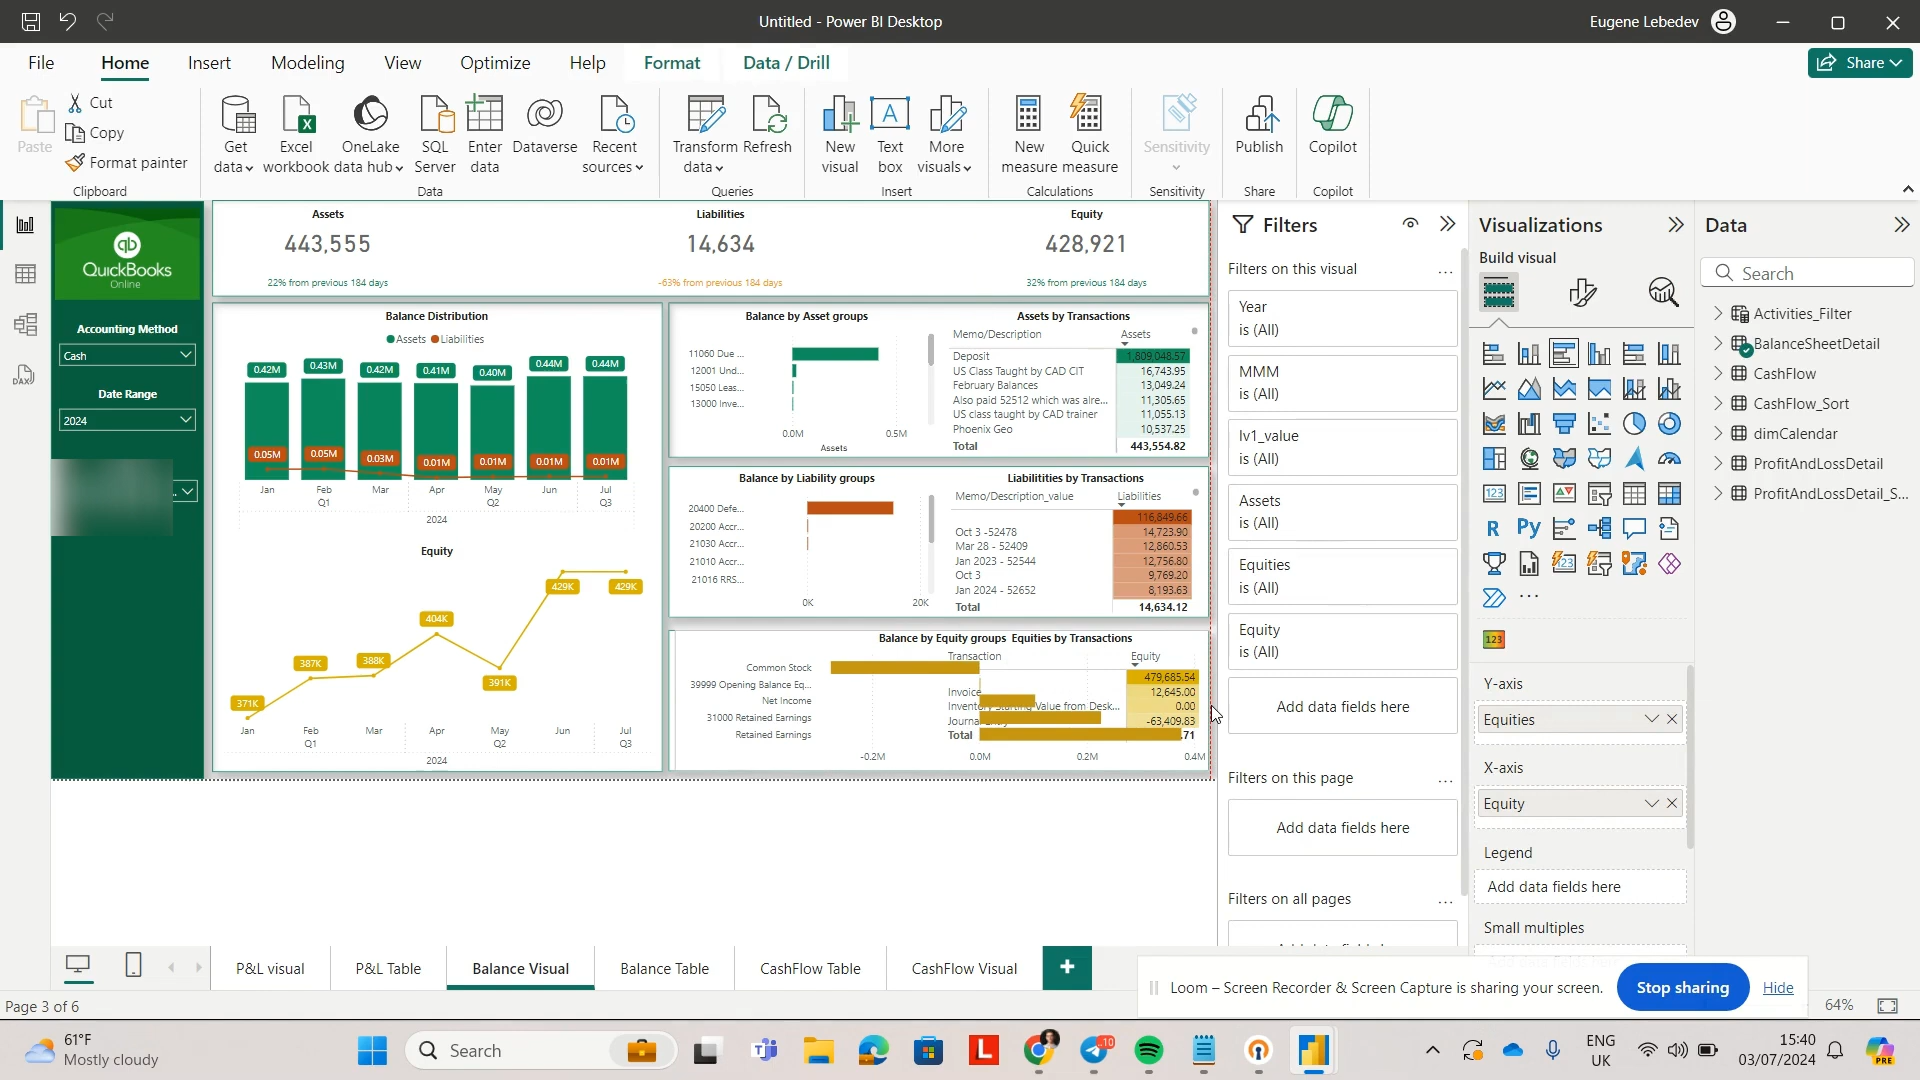 Untitled - Power BI Desktop
Eugene Lebedev
File Home Insert Modeling View Optimize Help Format Data / Drill
Share
Paste
Cut
Copy
Format painter
Clipboard
Get data
Excel workbook
OneLake data hub
SQL Server
Enter data
Dataverse
Recent sources
Data
Transform data
Refresh
Queries
New visual
Text box
More visuals
Insert
New measure
Quick measure
Calculations
Sensitivity
Sensitivity
Publish
Share
Copilot
Copilot
qb
QuickBooks
Online
Accounting Method
Cash
Date Range
2024
Assets
443,555
22% from previous 184 days
Liabilities
14,634
-63% from previous 184 days
Equity
428,921
32% from previous 184 days
Balance Distribution
Assets Liabilities
0.42M 0.43M 0.42M 0.41M 0.40M 0.44M 0.44M
0.05M 0.05M 0.03M 0.01M 0.01M 0.01M 0.01M
Jan Feb Mar Apr May Jun Jul
Q1 Q2 Q3
2024
Equity
371K 387K 388K 404K 391K 429K 429K
Jan Feb Mar Apr May Jun Jul
Q1 Q2 Q3
2024
Balance by Asset groups
11060 Due ...
12001 Und...
15050 Leas...
13000 Inve...
0.0M 0.5M
Assets
Assets by Transactions
Memo/Description Assets
Deposit 1,809,048.57
US Class Taught by CAD CIT 16,743.95
February Balances 13,049.24
Also paid 52512 which was alre... 11,305.65
US class taught by CAD trainer 11,055.13
Phoenix Geo 10,537.25
Total 443,554.82
Balance by Liability groups
20400 Defe...
20200 Accr...
21030 Accr...
21010 Accr...
21016 RRS...
0K 20K
Liabilitities by Transactions
Memo/Description_value Liabilities
116,849.66
Oct 3 -52478 14,723.90
Mar 28 - 52409 12,860.53
Jan 2023 - 52544 12,756.80
Oct 3 9,769.20
Jan 2024 - 52652 8,193.63
Total 14,634.12
Balance by Equity groups Equities by Transactions
Common Stock
39999 Opening Balance Eq...
Net Income
31000 Retained Earnings
Retained Earnings
-0.2M 0.0M 0.2M 0.4M
Transaction Equity
479,685.54
Invoice 12,645.00
Value from Desk... 0.00
-63,409.83
Total .71
Filters
Filters on this visual ...
Year
is (All)
MMM
is (All)
lv1_value
is (All)
Assets
is (All)
Equities
is (All)
Equity
is (All)
Add data fields here
Filters on this page ...
Add data fields here
Filters on all pages ...
Visualizations
Build visual
123
R Py
123
...
123
Y-axis
Equities
X-axis
Equity
Legend
Add data fields here
Small multiples
Data
Search
Activities_Filter
BalanceSheetDetail
CashFlow
CashFlow_Sort
dimCalendar
ProfitAndLossDetail
ProfitAndLossDetail_S...
DAX
P&L visual P&L Table Balance Visual Balance Table CashFlow Table CashFlow Visual +
Page 3 of 6
Loom – Screen Recorder & Screen Capture is sharing your screen.
Stop sharing
Hide
64%
61°F
Mostly cloudy
Search
L
10
ENG
UK
15:40
03/07/2024
PRE